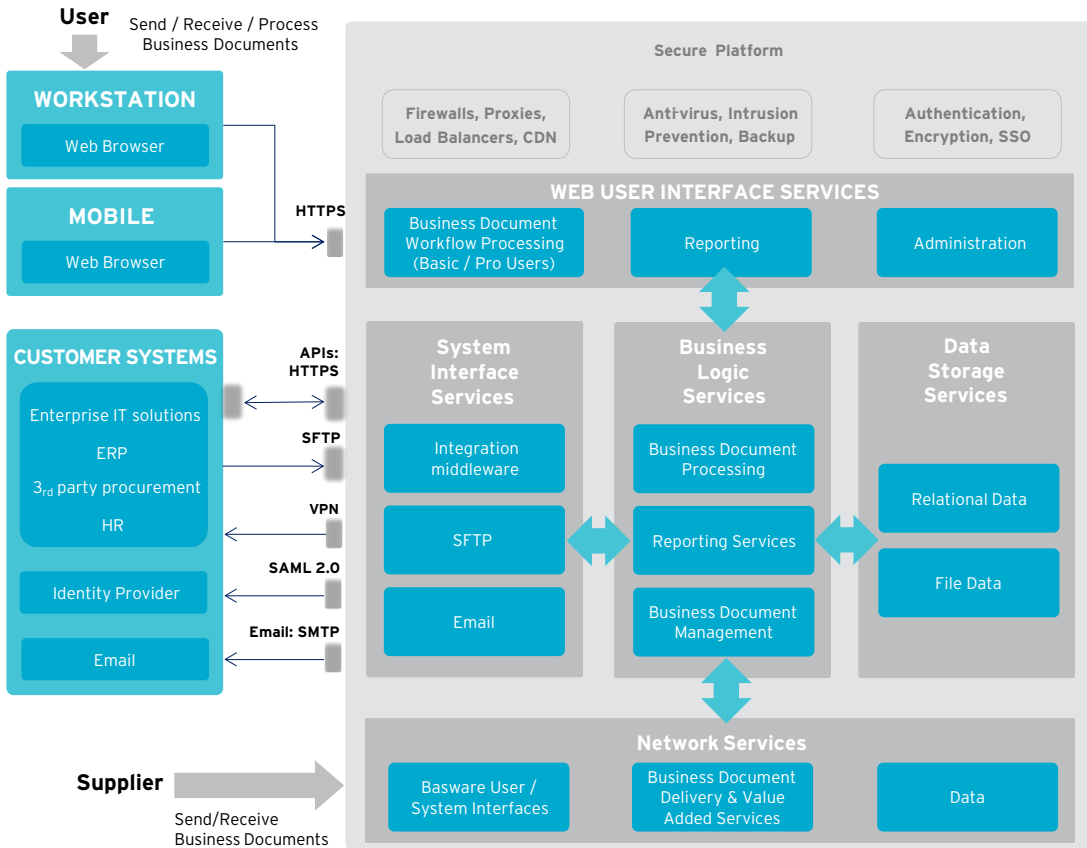 User
Send / Receive / Process
Business Documents
WORKSTATION
Web Browser
MOBILE
Web Browser
HTTPS
CUSTOMER SYSTEMS
Enterprise IT solutions
ERP
3rd party procurement
HR
Identity Provider
Email
APIs:
HTTPS
SFTP
VPN
SAML 2.0
Email: SMTP
Supplier
Send/Receive
Business Documents
Secure Platform
Firewalls, Proxies,
Load Balancers, CDN
Anti-virus, Intrusion
Prevention, Backup
Authentication,
Encryption, SSO
WEB USER INTERFACE SERVICES
Business Document
Workflow Processing
(Basic / Pro Users)
Reporting
Administration
System
Interface
Services
Integration
middleware
SFTP
Email
Business
Logic
Services
Business Document
Processing
Reporting Services
Business Document
Management
Data
Storage
Services
Relational Data
File Data
Network Services
Basware User /
System Interfaces
Business Document
Delivery & Value
Added Services
Data